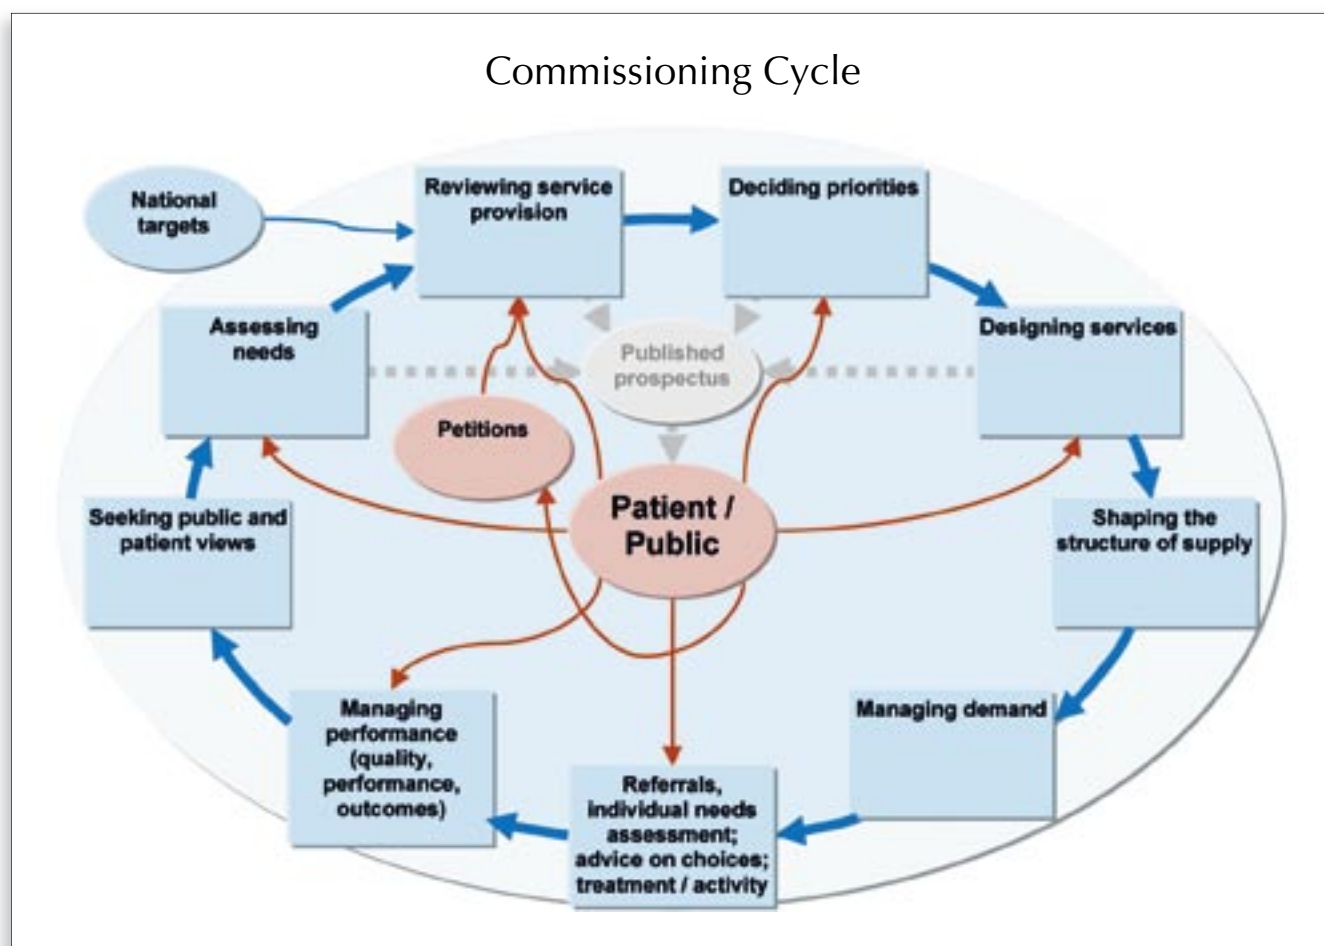 Commissioning Cycle
National
targets
Reviewing service
provision
Deciding priorities
Assessing
needs
Published
prospectus
Designing services
Petitions
Patient /
Public
Seeking public and
patient views
Shaping the
structure of supply
Managing
performance
(quality,
performance,
outcomes)
Managing demand
Referrals,
individual needs
assessment;
advice on choices;
treatment / activity